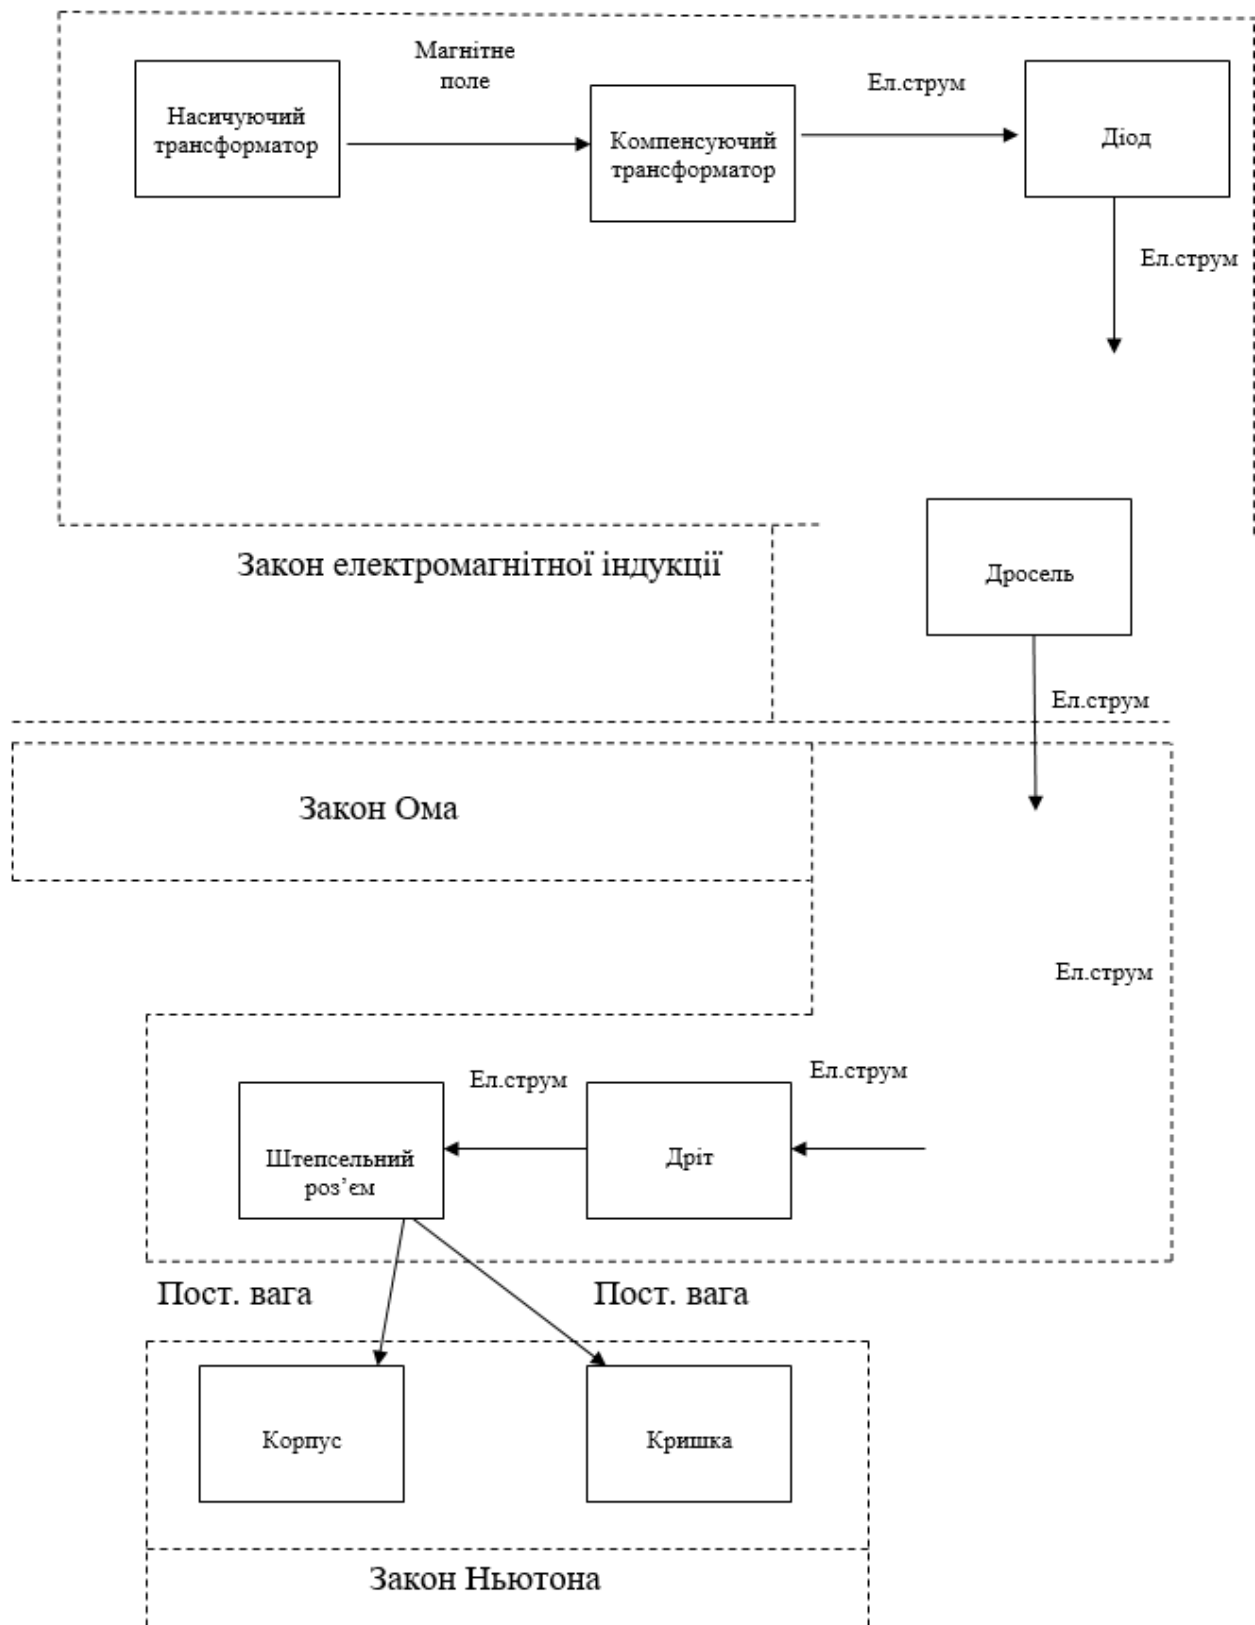 Магнітне
поле
Ел.струм
Насичуючий
трансформатор
Компенсуючий
трансформатор
Діод
Ел.струм
Закон електромагнітної індукції
Дросель
Ел.струм
Закон Ома
Ел.струм
Ел.струм
Ел.струм
Штепсельний
роз’єм
Дріт
Пост. вага
Пост. вага
Корпус
Кришка
Закон Ньютона